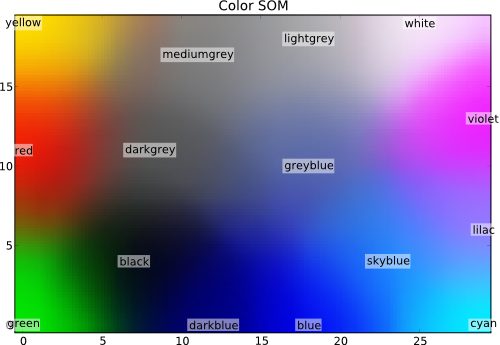 Color SOM
yellow
white
lightgrey
mediumgrey
15
violet
red
darkgrey
10
greyblue
lilac
5
black
skyblue
green
darkblue
blue
cyan
0
0
5
10
15
20
25